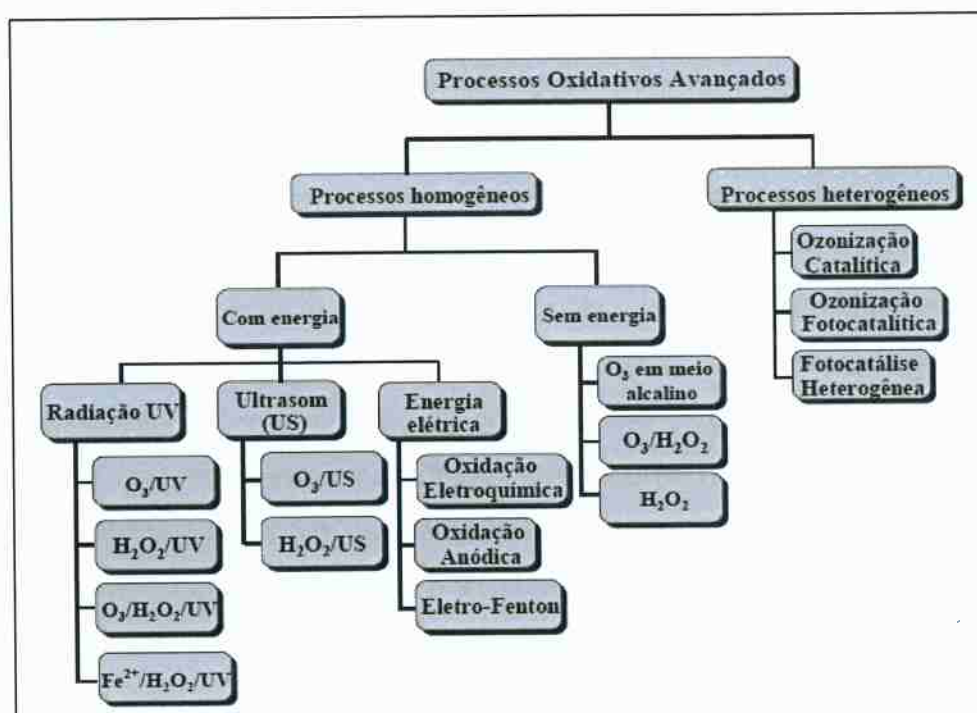 Processos Oxidativos Avançados
Processos homogêneos
Processos heterogêneos
Ozonização
Catalítica
Ozonização
Fotocatalítica
Fotocatálise
Heterogênea
Com energia
Sem energia
O₃ em meio
alcalino
O₃/H₂O₂
H₂O₂
Radiação UV
Ultrasom
(US)
Energia
elétrica
O₃/UV
H₂O₂/UV
O₃/H₂O₂/UV
Fe²⁺/H₂O₂/UV
O₃/US
H₂O₂/US
Oxidação
Eletroquímica
Oxidação
Anódica
Eletro-Fenton